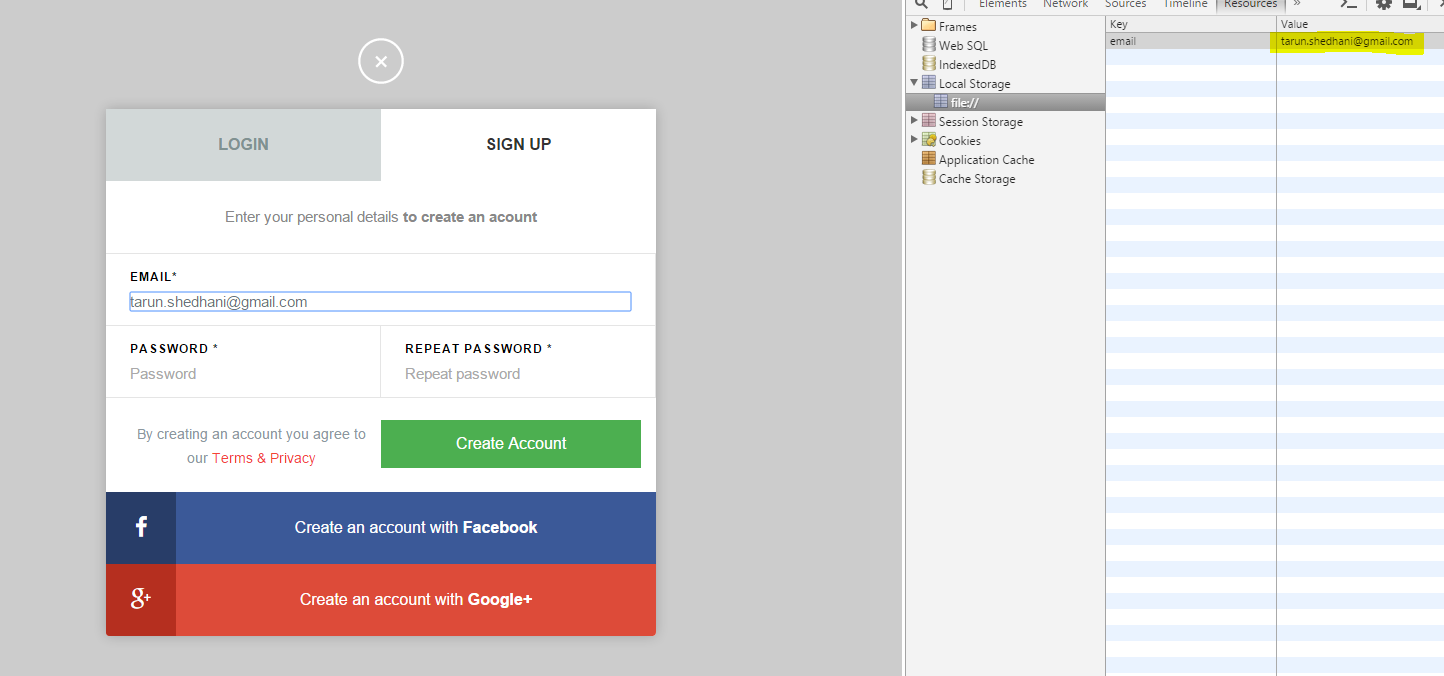 LOGIN
SIGN UP
Enter your personal details to create an acount
EMAIL*
tarun.shedhani@gmail.com
PASSWORD *
REPEAT PASSWORD *
Password
Repeat password
By creating an account you agree to
our Terms & Privacy
Create Account
f
Create an account with Facebook
g+
Create an account with Google+
Elements Network Sources Timeline Resources »
Frames
Web SQL
IndexedDB
Local Storage
file://
Session Storage
Cookies
Application Cache
Cache Storage
Key Value
email tarun.shedhani@gmail.com